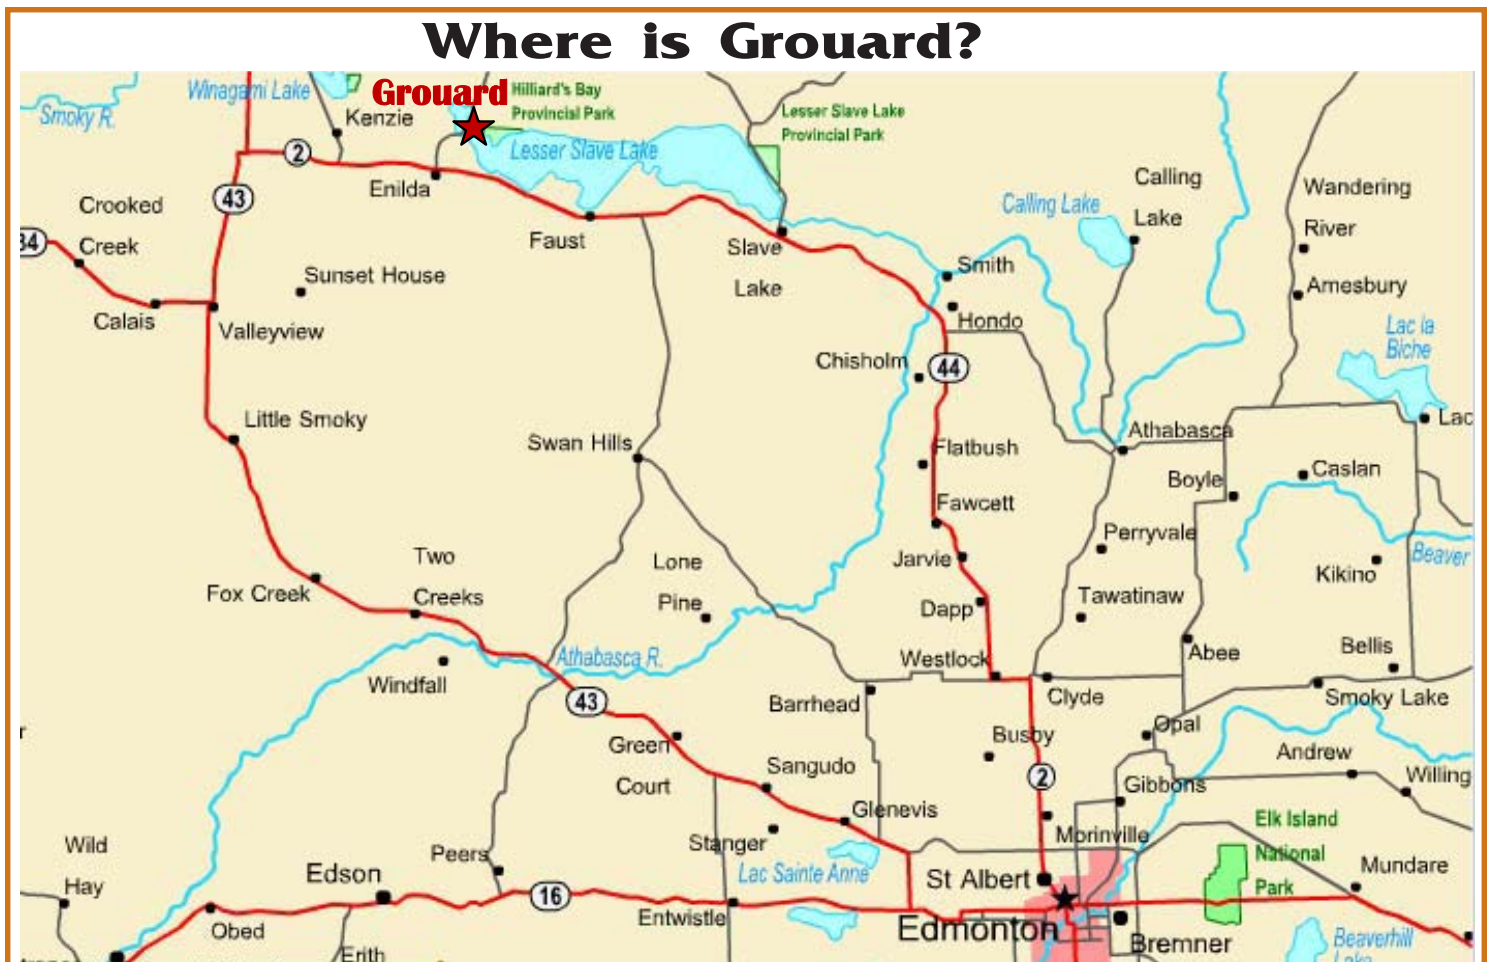 Where is Grouard?
Winagami Lake
Grouard
Hilliard's Bay
Provincial Park
Smoky R.
Kenzie
Lesser Slave Lake
Provincial Park
2
Lesser Slave Lake
Enilda
43
Calling
Lake
Calling Lake
Wandering
River
Crooked
Creek
34
Faust
Slave
Lake
Smith
Sunset House
Amesbury
Calais
Valleyview
Hondo
Lac la
Biche
Chisholm
44
Little Smoky
Lac
Swan Hills
Flatbush
Athabasca
Boyle
Caslan
Fawcett
Perryvale
Two
Creeks
Lone
Pine
Jarvie
Beaver
Kikino
Fox Creek
Dapp
Tawatinaw
Athabasca R.
Westlock
Abee
Bellis
Windfall
43
Barrhead
Clyde
Smoky Lake
Green
Court
Busby
Opal
Andrew
Sangudo
2
Gibbons
Willing
Glenevis
Elk Island
National
Park
Stanger
Morinville
Wild
Hay
Peers
Edson
Lac Sainte Anne
St Albert
Mundare
16
Entwistle
Obed
Edmonton
Bremner
Beaverhill
Lake
Erith